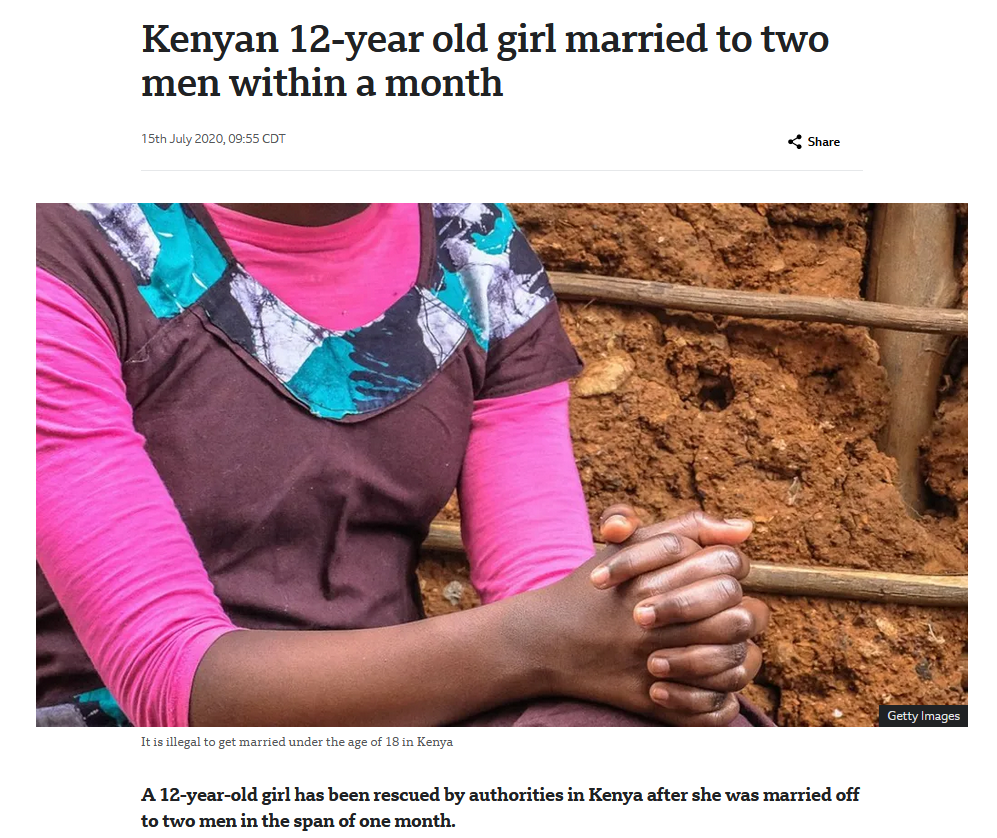 Kenyan 12-year old girl married to two
men within a month
15th July 2020, 09:55 CDT
Share
Getty Images
It is illegal to get married under the age of 18 in Kenya
A 12-year-old girl has been rescued by authorities in Kenya after she was married off
to two men in the span of one month.